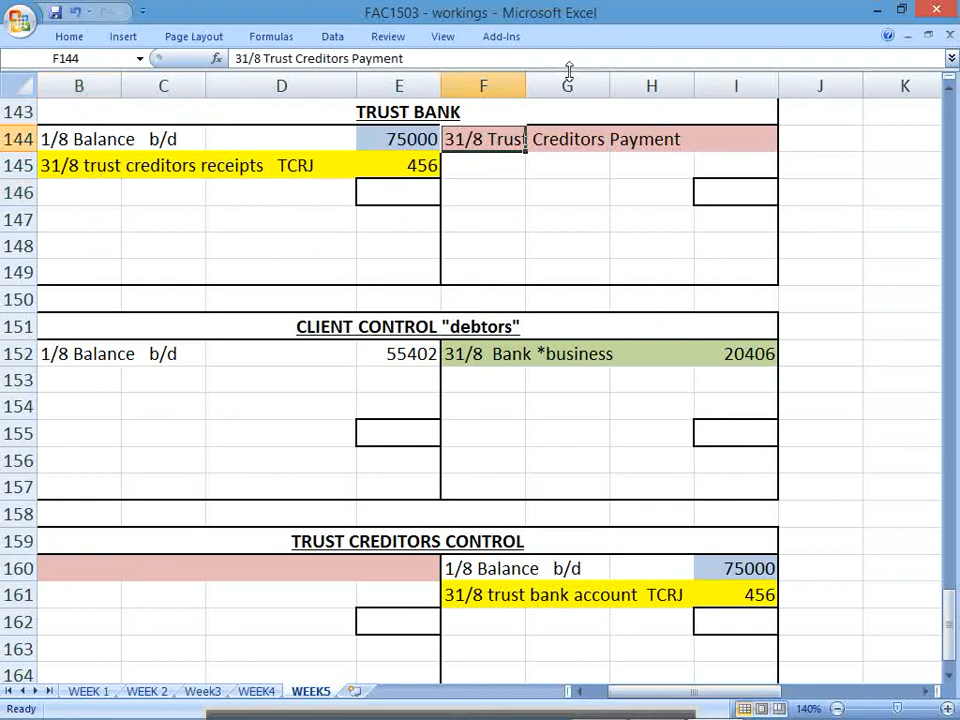 FAC1503 - workings - Microsoft Excel
Home Insert Page Layout Formulas Data Review View Add-Ins
F144 fx 31/8 Trust Creditors Payment
B C D E F G H I J K
143 TRUST BANK
144 1/8 Balance b/d 75000 31/8 Trust Creditors Payment
145 31/8 trust creditors receipts TCRJ 456
146
147
148
149
150
151 CLIENT CONTROL "debtors"
152 1/8 Balance b/d 55402 31/8 Bank *business 20406
153
154
155
156
157
158
159 TRUST CREDITORS CONTROL
160 1/8 Balance b/d 75000
161 31/8 trust bank account TCRJ 456
162
163
164
WEEK 1 WEEK 2 Week3 WEEK4 WEEK5
Ready 140%